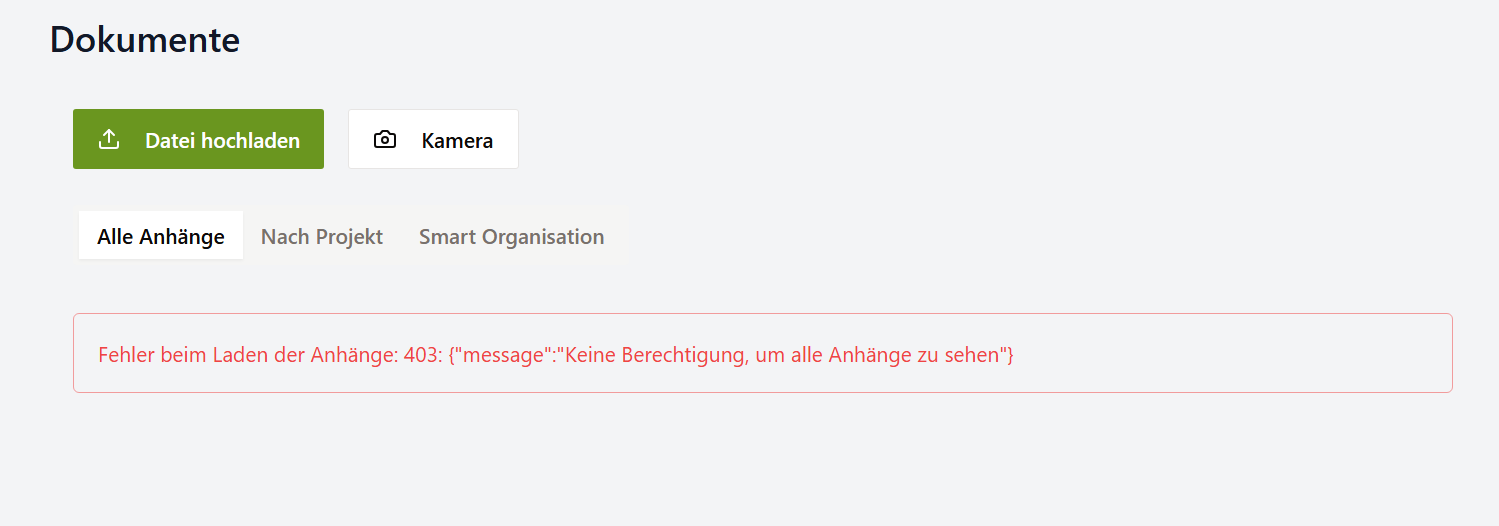 Dokumente
Datei hochladen
Kamera
Alle Anhänge
Nach Projekt
Smart Organisation
Fehler beim Laden der Anhänge: 403: {"message":"Keine Berechtigung, um alle Anhänge zu sehen"}